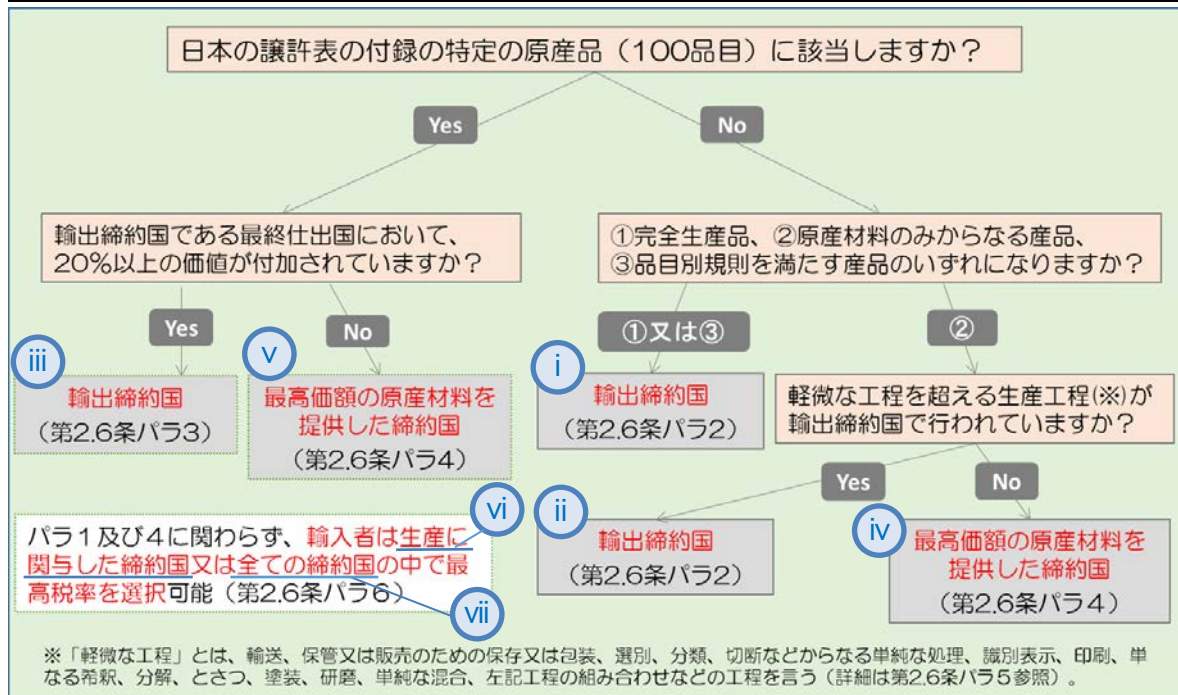 日本の譲許表の付録の特定の原産品（100品目）に該当しますか？
Yes
No
輸出締約国である最終仕出国において、
20％以上の価値が付加されていますか？
①完全生産品、②原産材料のみからなる産品、
③品目別規則を満たす産品のいずれになりますか？
Yes
No
①又は③
②
iii
輸出締約国
（第2.6条パラ3）
v
最高価額の原産材料を
提供した締約国
（第2.6条パラ4）
i
輸出締約国
（第2.6条パラ2）
軽微な工程を超える生産工程(※)が
輸出締約国で行われていますか？
Yes
No
パラ１及び４に関わらず、輸入者は生産に
関与した締約国又は全ての締約国の中で最
高税率を選択可能（第2.6条パラ６）
vi
vii
ii
輸出締約国
（第2.6条パラ2）
iv
最高価額の原産材料を
提供した締約国
（第2.6条パラ4）
※「軽微な工程」とは、輸送、保管又は販売のための保存又は包装、選別、分類、切断などからなる単純な処理、識別表示、印刷、単
なる希釈、分解、とさつ、塗装、研磨、単純な混合、左記工程の組み合わせなどの工程を言う（詳細は第2.6条パラ５参照）。